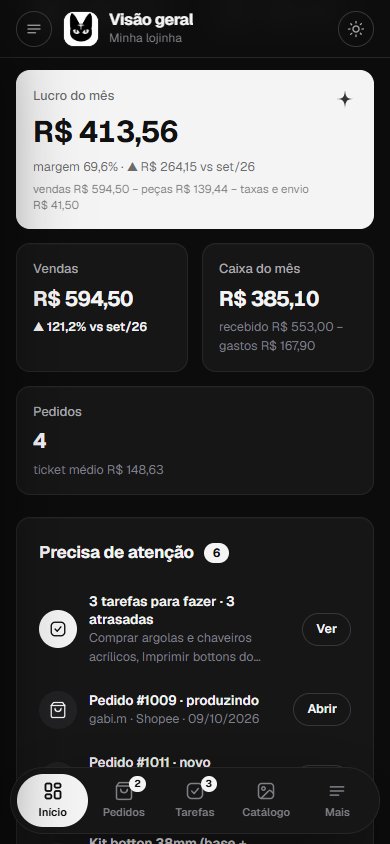 Visão geral
Minha lojinha
Lucro do mês
R$ 413,56
margem 69,6% · ▲ R$ 264,15 vs set/26
vendas R$ 594,50 − peças R$ 139,44 − taxas e envio
R$ 41,50
Vendas
R$ 594,50
▲ 121,2% vs set/26
Caixa do mês
R$ 385,10
recebido R$ 553,00 −
gastos R$ 167,90
Pedidos
4
ticket médio R$ 148,63
Precisa de atenção 6
3 tarefas para fazer · 3
atrasadas
Comprar argolas e chaveiros
acrílicos, Imprimir bottons do…
Ver
Pedido #1009 · produzindo
gabi.m · Shopee · 09/10/2026
Abrir
Pedido #1011 · novo
2
3
Início
Pedidos
Tarefas
Catálogo
Mais
Kit botton 38mm (base +